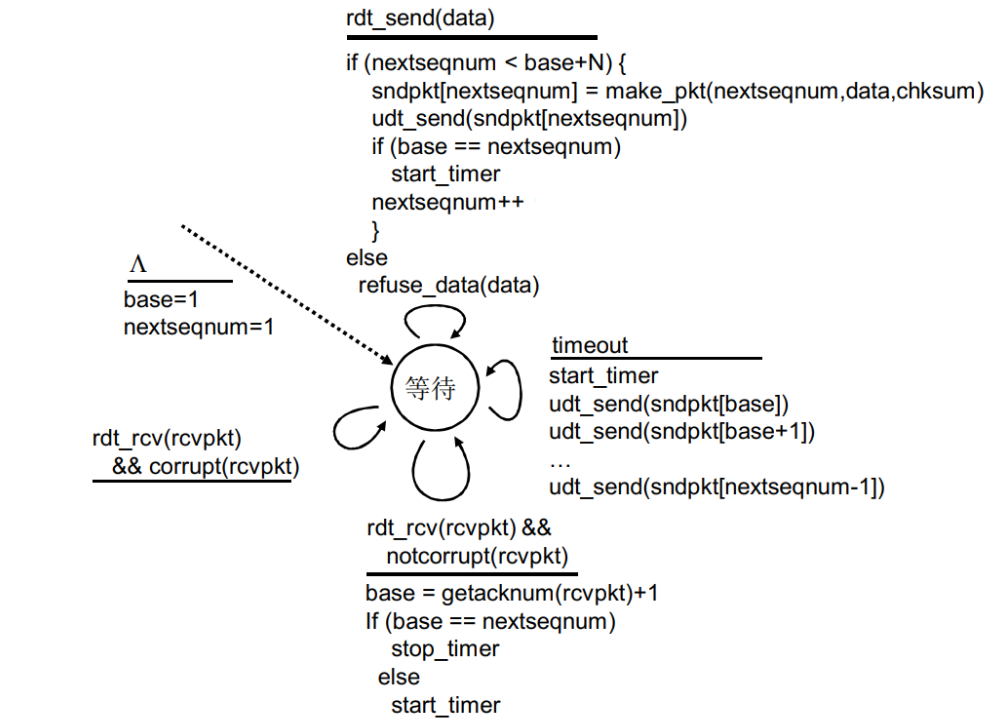 rdt_send(data)
if (nextseqnum < base+N) {
sndpkt[nextseqnum] = make_pkt(nextseqnum,data,chksum)
udt_send(sndpkt[nextseqnum])
if (base == nextseqnum)
start_timer
nextseqnum++
}
else
refuse_data(data)
Λ
base=1
nextseqnum=1
等待
timeout
start_timer
udt_send(sndpkt[base])
udt_send(sndpkt[base+1])
…
udt_send(sndpkt[nextseqnum-1])
rdt_rcv(rcvpkt)
&& corrupt(rcvpkt)
rdt_rcv(rcvpkt) &&
notcorrupt(rcvpkt)
base = getacknum(rcvpkt)+1
If (base == nextseqnum)
stop_timer
else
start_timer